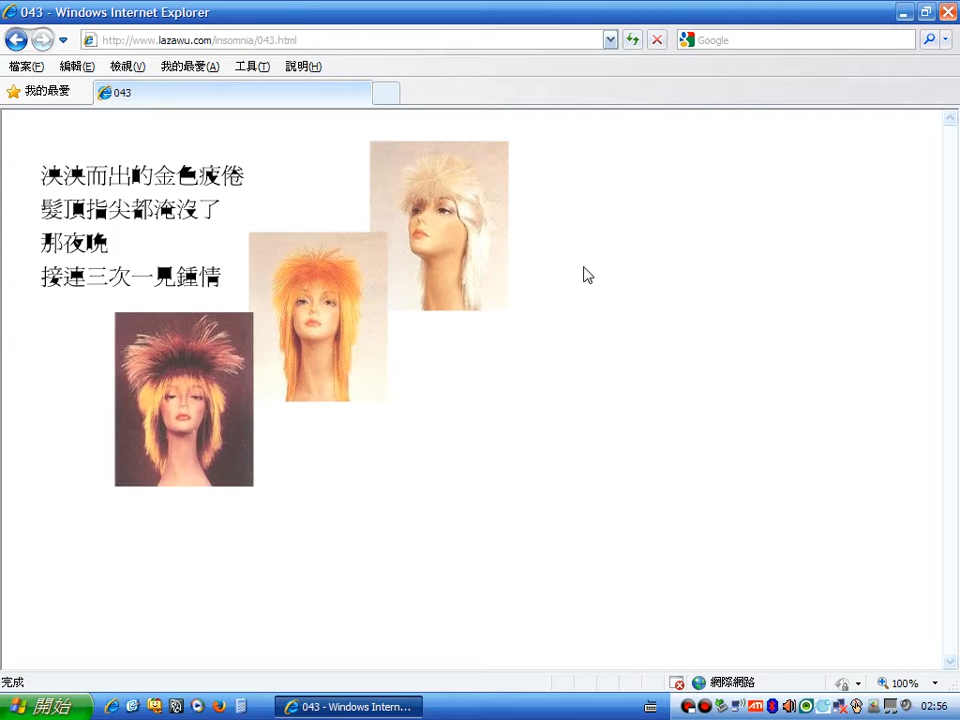 043 - Windows Internet Explorer
http://www.lazawu.com/insomnia/043.html
Google
檔案(F) 編輯(E) 檢視(V) 我的最愛(A) 工具(T) 說明(H)
我的最愛
043
泱泱而出的金色疲倦
髮頂指尖都淹沒了
那夜晚
接連三次一見鍾情
完成
網際網路
100%
開始
043 - Windows Intern...
ATI
02:56